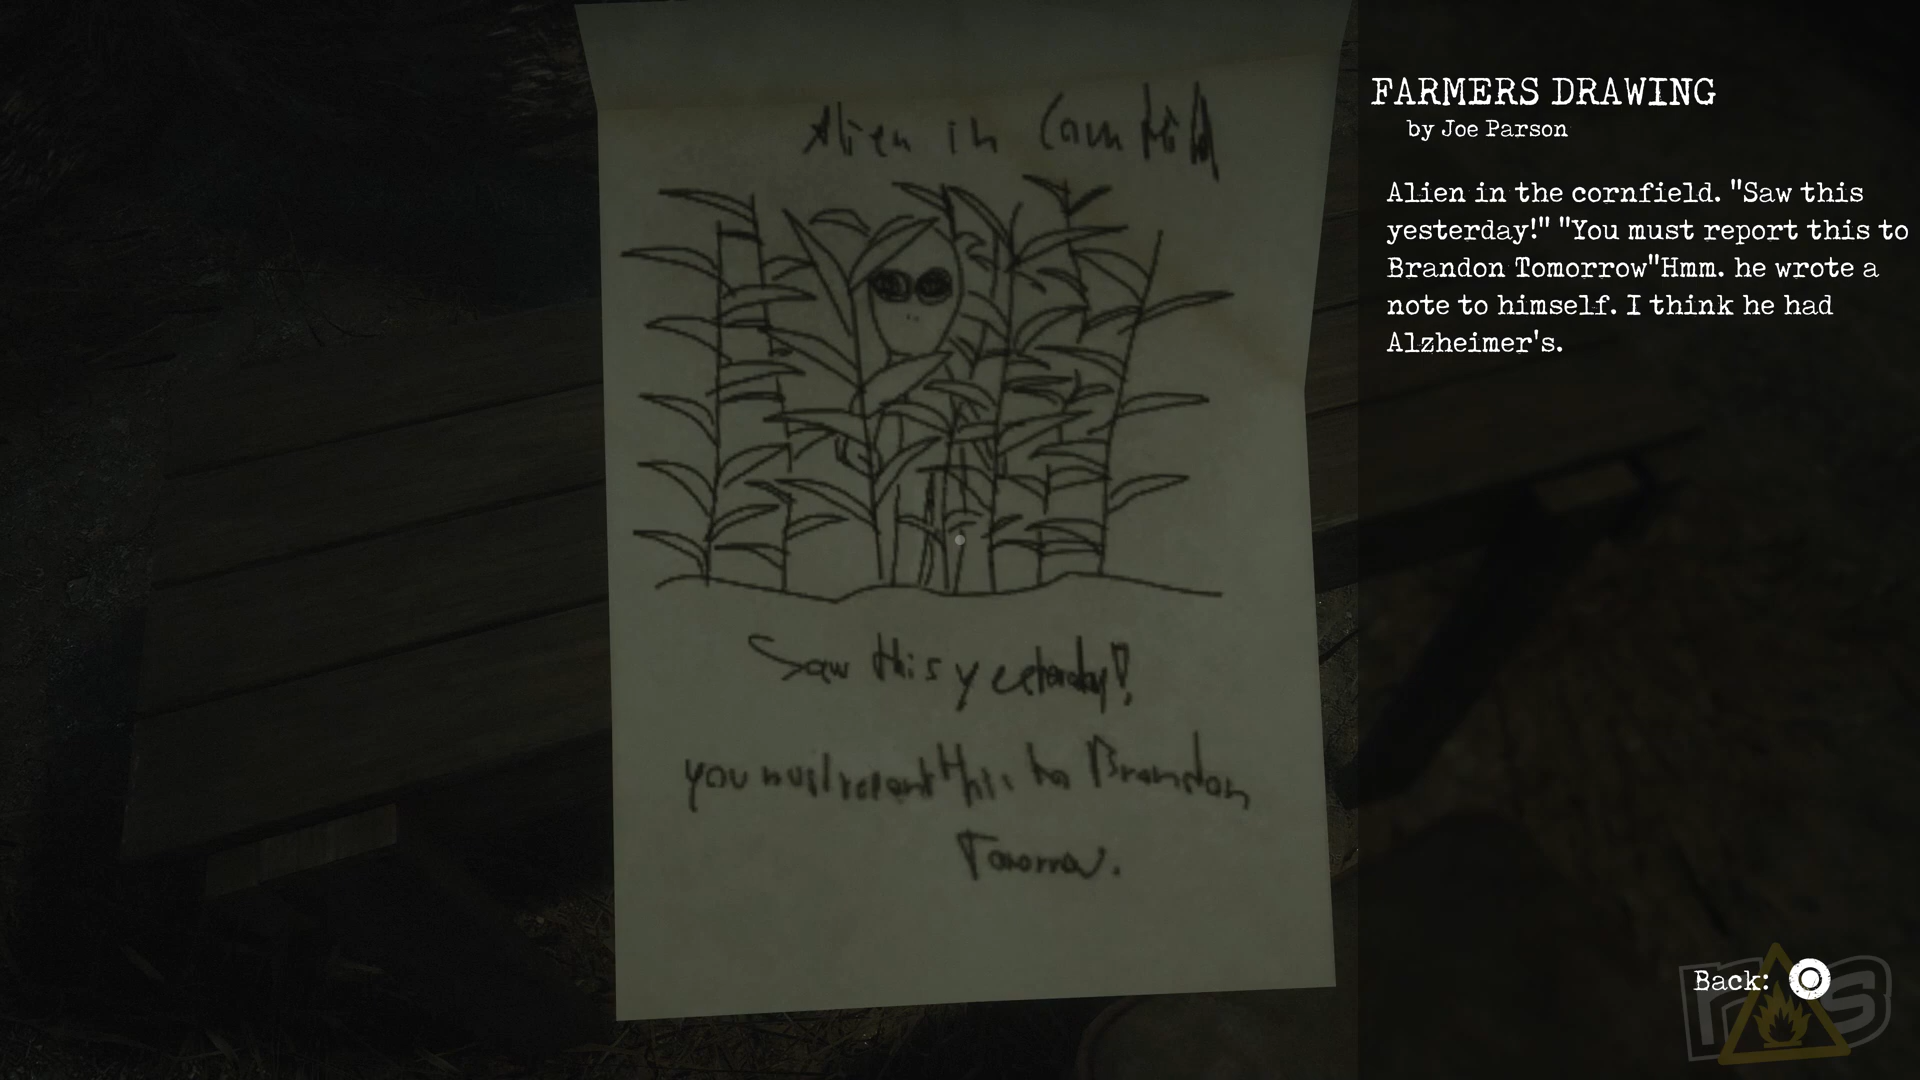 Alien in Cornfild
Saw this yesterday!
you must report this to Brandon
Tomorrow.
FARMERS DRAWING
by Joe Parson
Alien in the cornfield. "Saw this
yesterday!" "You must report this to
Brandon Tomorrow"Hmm. he wrote a
note to himself. I think he had
Alzheimer's.
Back: